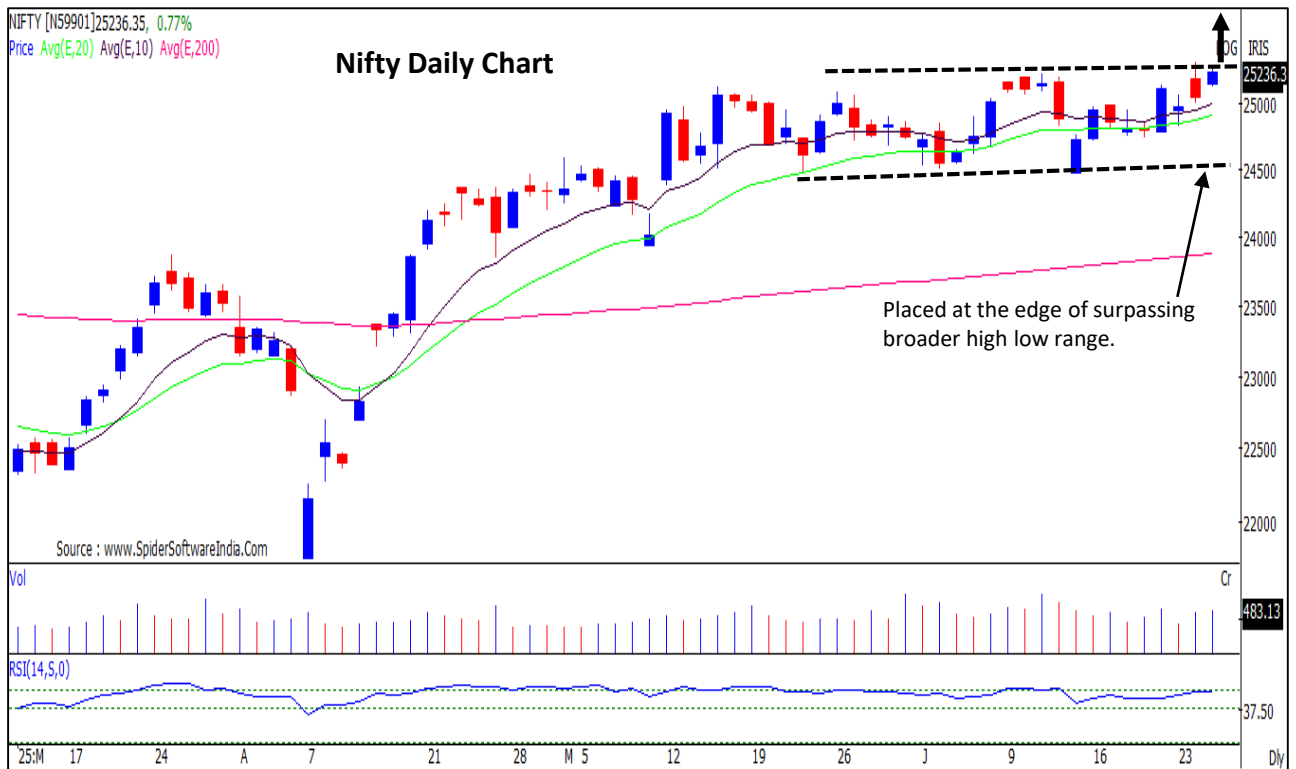 NIFTY [N59901]25236.35, 0.77%
Price Avg(E,20) Avg(E,10) Avg(E,200)
Nifty Daily Chart
IRIS
25236.3
25000
24500
24000
23500
23000
22500
22000
Placed at the edge of surpassing
broader high low range.
Source : www.SpiderSoftwareIndia.Com
Vol
Cr
483.13
RSI(14,S,0)
37.50
25:M 17 24 A 7 21 28 M 5 12 19 26 J 9 16 23 Dly